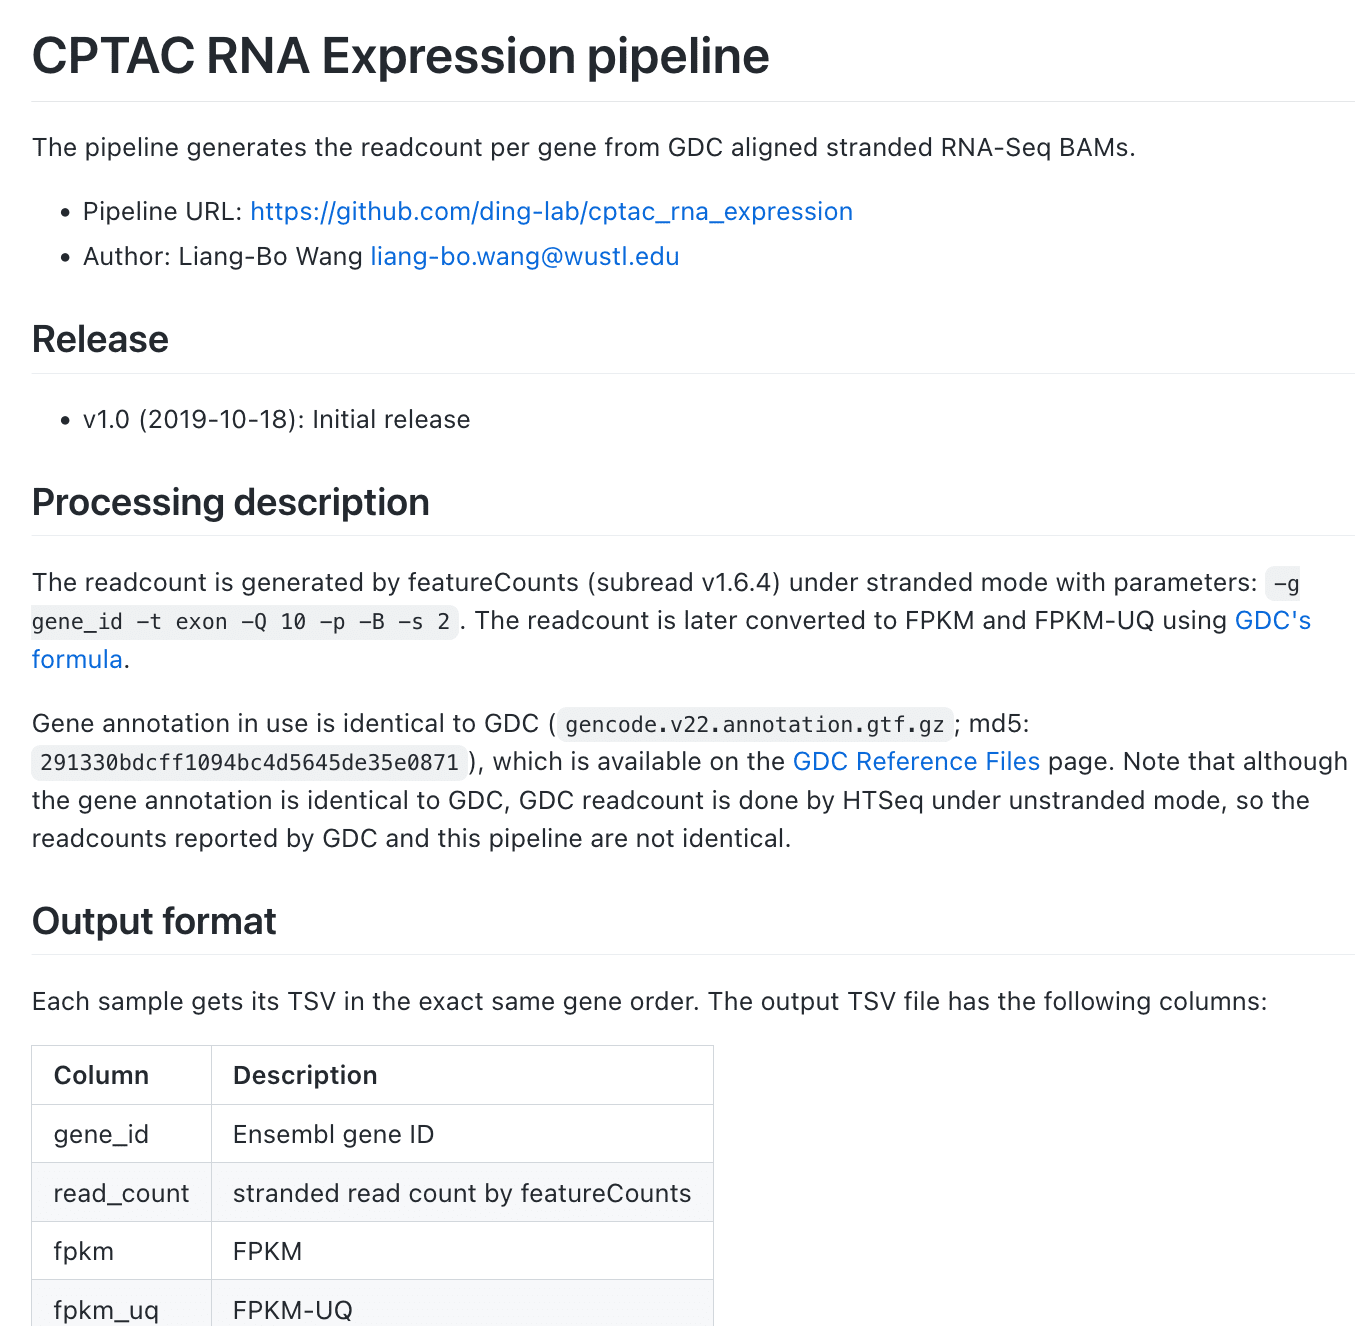 CPTAC RNA Expression pipeline
The pipeline generates the readcount per gene from GDC aligned stranded RNA-Seq BAMs.
• Pipeline URL: https://github.com/ding-lab/cptac_rna_expression
• Author: Liang-Bo Wang liang-bo.wang@wustl.edu
Release
• v1.0 (2019-10-18): Initial release
Processing description
The readcount is generated by featureCounts (subread v1.6.4) under stranded mode with parameters: -g
gene_id -t exon -Q 10 -p -B -s 2. The readcount is later converted to FPKM and FPKM-UQ using GDC's
formula.
Gene annotation in use is identical to GDC (gencode.v22.annotation.gtf.gz; md5:
291330bdcff1094bc4d5645de35e0871), which is available on the GDC Reference Files page. Note that although
the gene annotation is identical to GDC, GDC readcount is done by HTSeq under unstranded mode, so the
readcounts reported by GDC and this pipeline are not identical.
Output format
Each sample gets its TSV in the exact same gene order. The output TSV file has the following columns:
Column Description
gene_id Ensembl gene ID
read_count stranded read count by featureCounts
fpkm FPKM
fpkm_uq FPKM-UQ